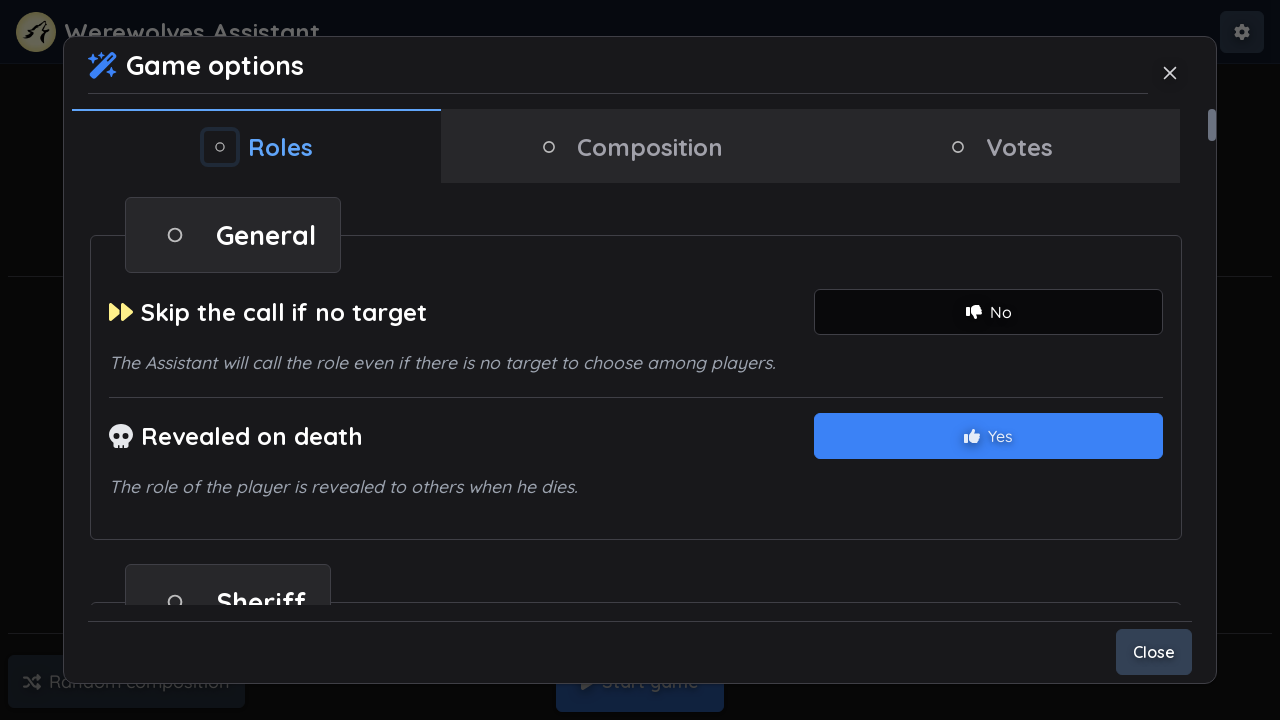 Werewolves Assistant
Game options
Roles
Composition
Votes
General
Skip the call if no target
No
The Assistant will call the role even if there is no target to choose among players.
Revealed on death
Yes
The role of the player is revealed to others when he dies.
Sheriff
Close
Random composition
Start game